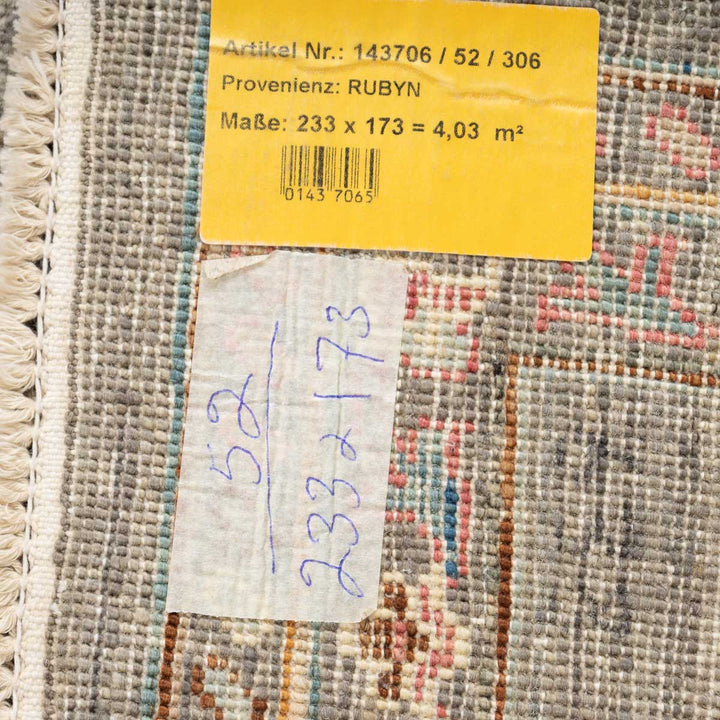 Artikel Nr.: 143706 / 52 / 306
Provenienz: RUBYN
Maße: 233 x 173 = 4,03 m²
0143 7065
52
233 x 173